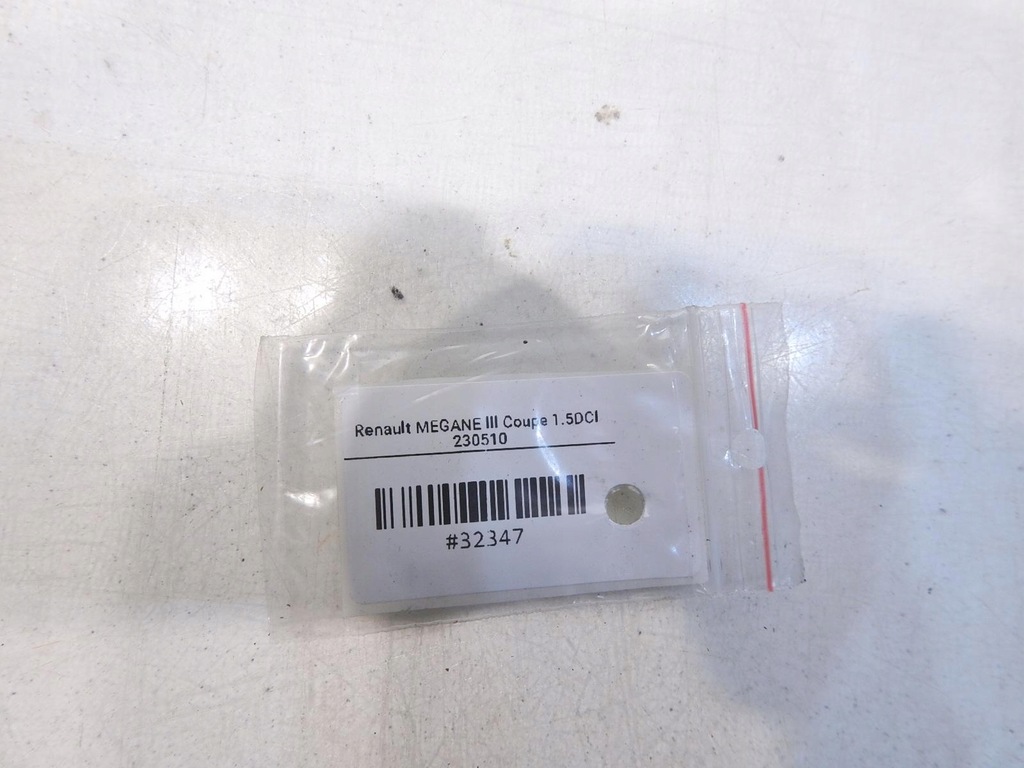 Renault MEGANE III Coupe 1.5DCI
230510
#32347